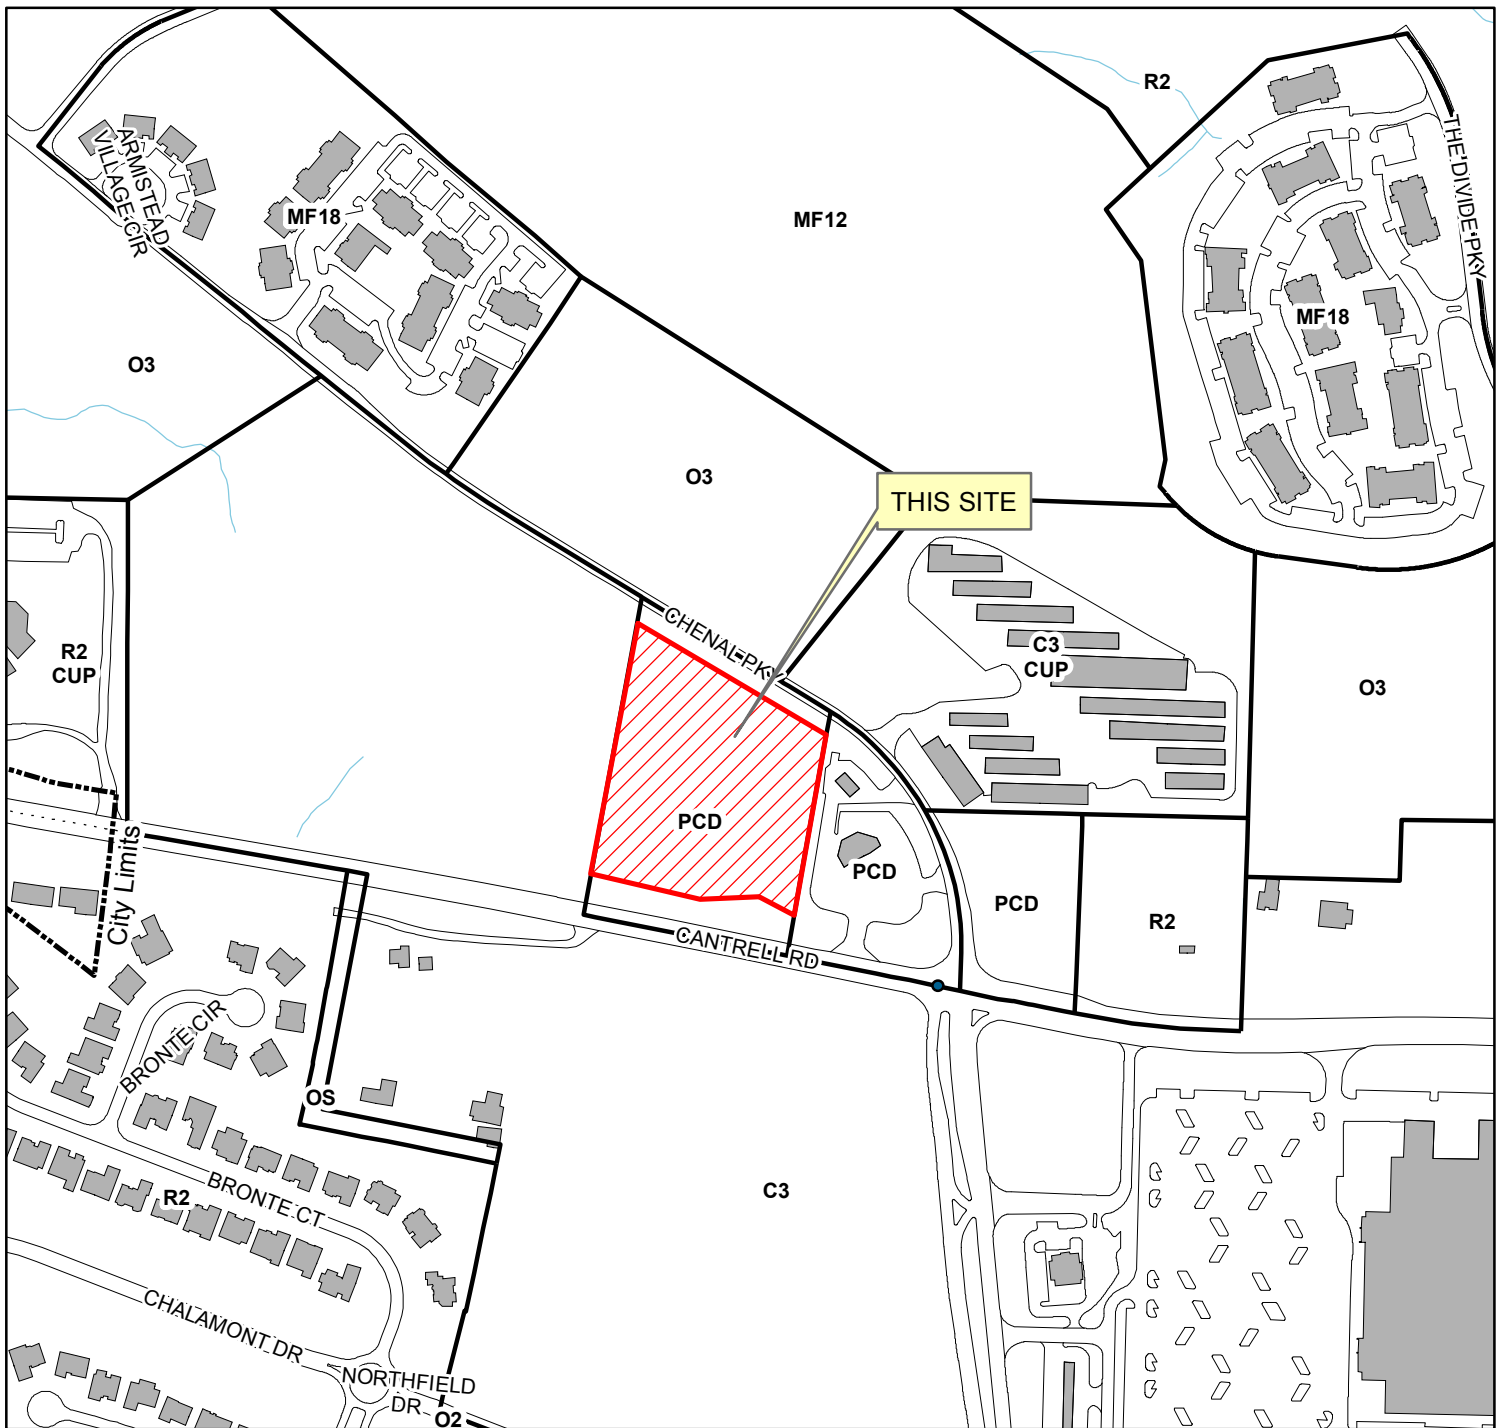 R2
THE DIVIDE PKY
ARMISTEAD
VILLAGE CIR
MF18
MF12
MF18
O3
O3
THIS SITE
CHENAL PKY
R2
CUP
C3
CUP
O3
PCD
City Limits
PCD
PCD
R2
CANTRELL RD
BRONTE CIR
OS
BRONTE CT
R2
C3
CHALAMONT DR
NORTHFIELD
DR
O2